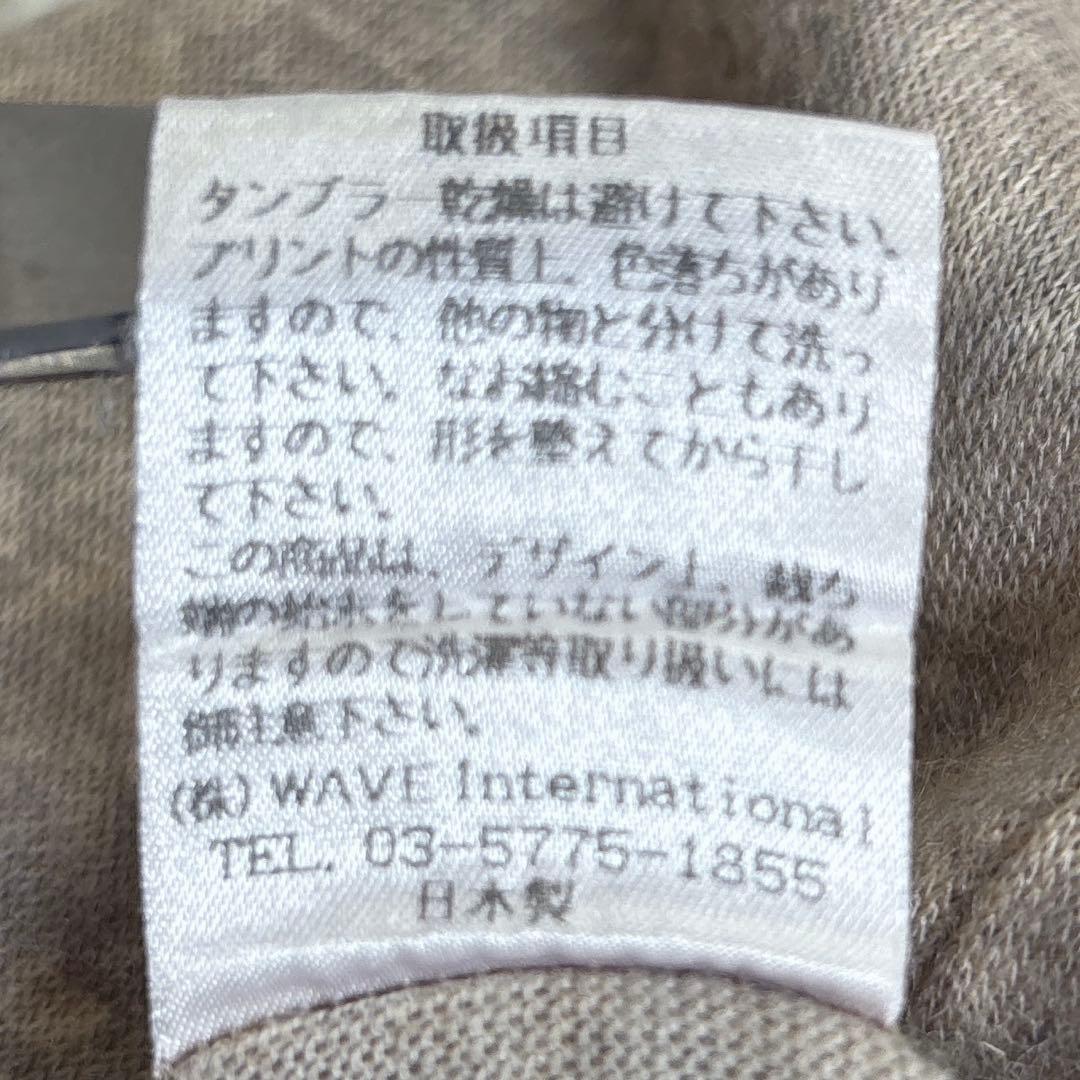 取扱項目
タンブラー乾燥は避けて下さい。
プリントの性質上、色落ちがあり
ますので、他の物と分けて洗っ
て下さい。なお縮むこともあり
ますので、形を整えてから干し
て下さい。
この商品は、デザイン上、縫ち
端の始末をしていない部分があ
りますので洗濯等取り扱いには
御注意下さい。
(株) WAVE International
TEL. 03-5775-1855
日本製